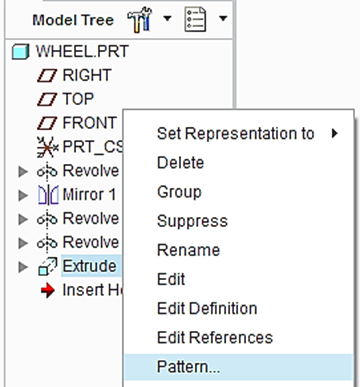 Model Tree
WHEEL.PRT
RIGHT
TOP
FRONT
PRT_CS
Revolve
Mirror 1
Revolve
Revolve
Extrude
Insert He
Set Representation to
Delete
Group
Suppress
Rename
Edit
Edit Definition
Edit References
Pattern...